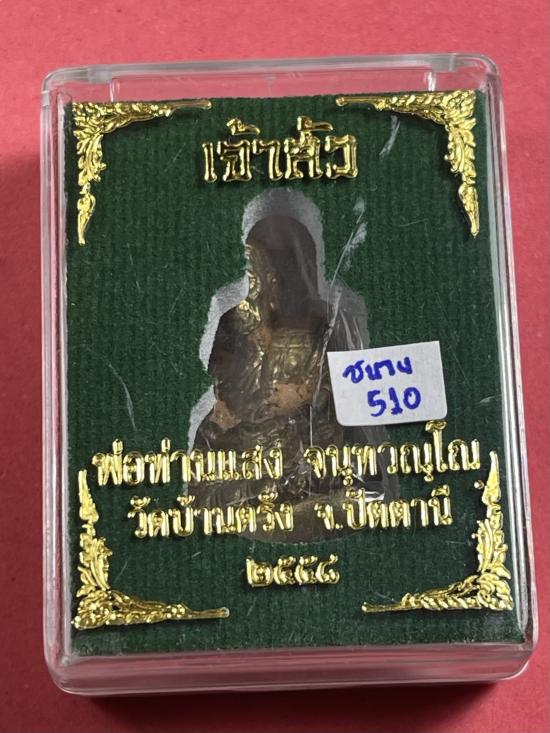 เจ้าสัว
ชนวน
510
พ่อท่านแสง จนฺทวณฺโณ
วัดบ้านตรัง จ.ปัตตานี
๒๕๕๔